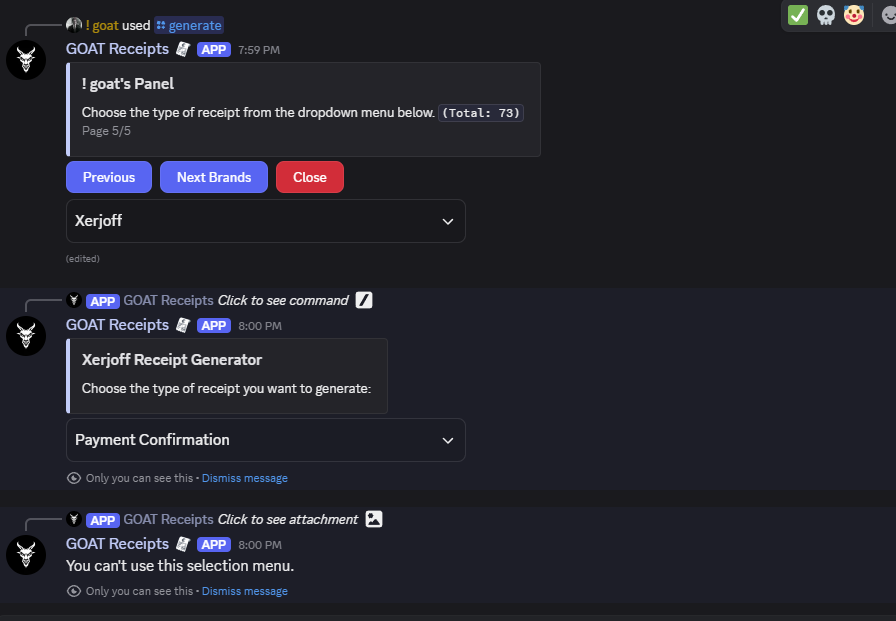 ! goat used generate
GOAT Receipts APP 7:59 PM
! goat's Panel
Choose the type of receipt from the dropdown menu below. (Total: 73)
Page 5/5
Previous Next Brands Close
Xerjoff
(edited)
APP GOAT Receipts Click to see command
GOAT Receipts APP 8:00 PM
Xerjoff Receipt Generator
Choose the type of receipt you want to generate:
Payment Confirmation
Only you can see this • Dismiss message
APP GOAT Receipts Click to see attachment
GOAT Receipts APP 8:00 PM
You can't use this selection menu.
Only you can see this • Dismiss message